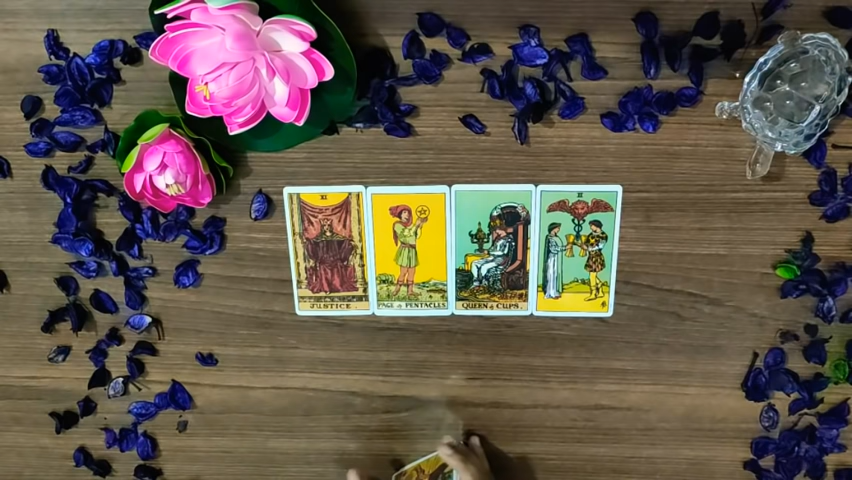 XI
JUSTICE.
PAGE of PENTACLES.
QUEEN of CUPS.
II